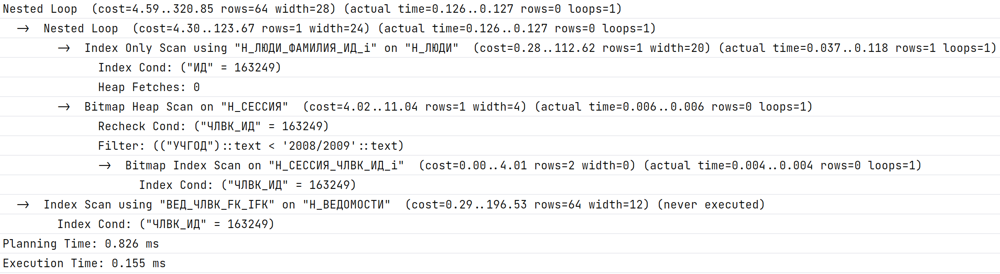 Nested Loop  (cost=4.59..320.85 rows=64 width=28) (actual time=0.126..0.127 rows=0 loops=1)
  →  Nested Loop  (cost=4.30..123.67 rows=1 width=24) (actual time=0.126..0.127 rows=0 loops=1)
        →  Index Only Scan using "Н_ЛЮДИ_ФАМИЛИЯ_ИД_i" on "Н_ЛЮДИ"  (cost=0.28..112.62 rows=1 width=20) (actual time=0.037..0.118 rows=1 loops=1)
              Index Cond: ("ИД" = 163249)
              Heap Fetches: 0
        →  Bitmap Heap Scan on "Н_СЕССИЯ"  (cost=4.02..11.04 rows=1 width=4) (actual time=0.006..0.006 rows=0 loops=1)
              Recheck Cond: ("ЧЛВК_ИД" = 163249)
              Filter: (("УЧГОД")::text < '2008/2009'::text)
              →  Bitmap Index Scan on "Н_СЕССИЯ_ЧЛВК_ИД_i"  (cost=0.00..4.01 rows=2 width=0) (actual time=0.004..0.004 rows=0 loops=1)
                    Index Cond: ("ЧЛВК_ИД" = 163249)
  →  Index Scan using "ВЕД_ЧЛВК_FK_IFK" on "Н_ВЕДОМОСТИ"  (cost=0.29..196.53 rows=64 width=12) (never executed)
        Index Cond: ("ЧЛВК_ИД" = 163249)
Planning Time: 0.826 ms
Execution Time: 0.155 ms